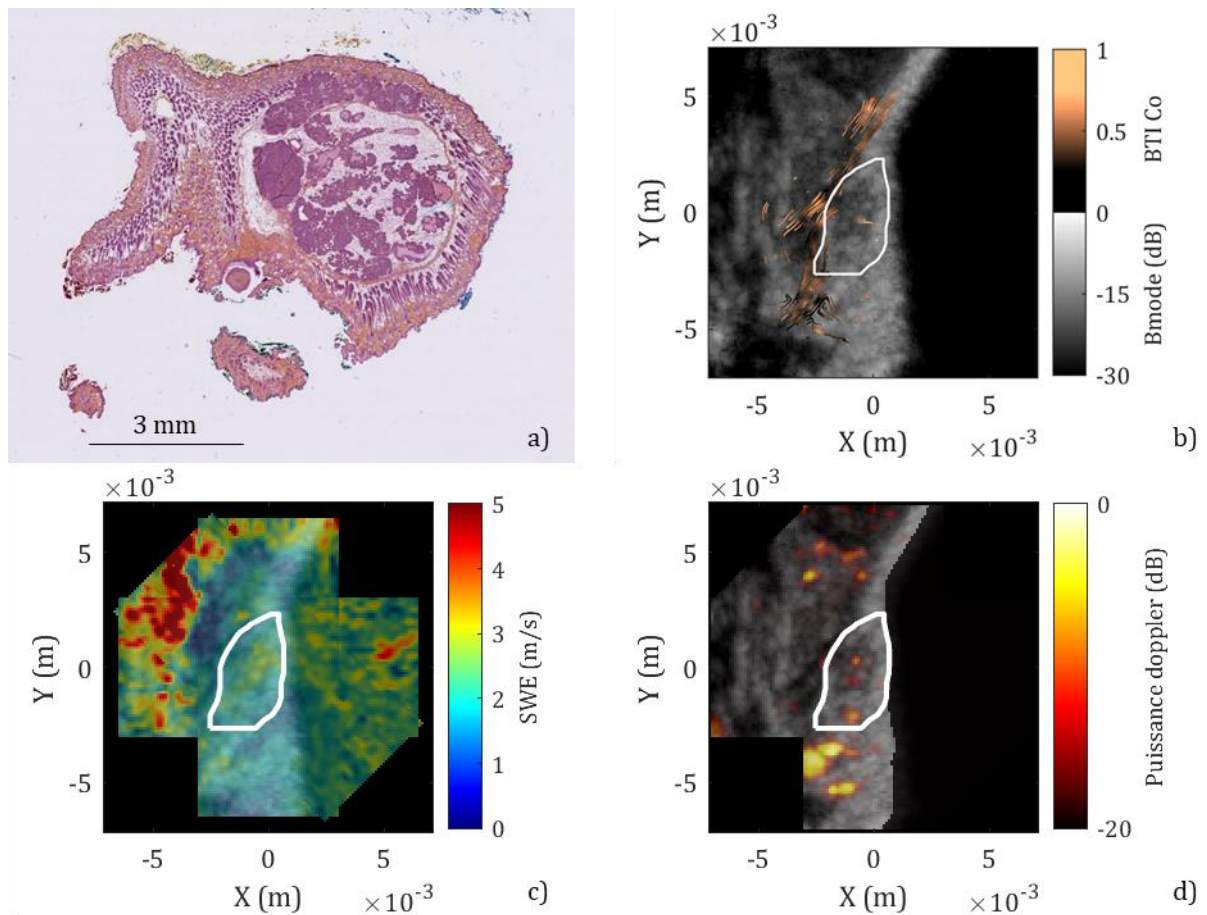 3 mm
a)
×10⁻³
5
0
-5
Y (m)
-5 0 5
X (m)
×10⁻³
1
0.5
0
-15
-30
BTI Co
Bmode (dB)
b)
×10⁻³
5
0
-5
Y (m)
-5 0 5
X (m)
×10⁻³
5
4
3
2
1
0
SWE (m/s)
c)
×10⁻³
5
0
-5
Y (m)
-5 0 5
X (m)
×10⁻³
0
-20
Puissance doppler (dB)
d)